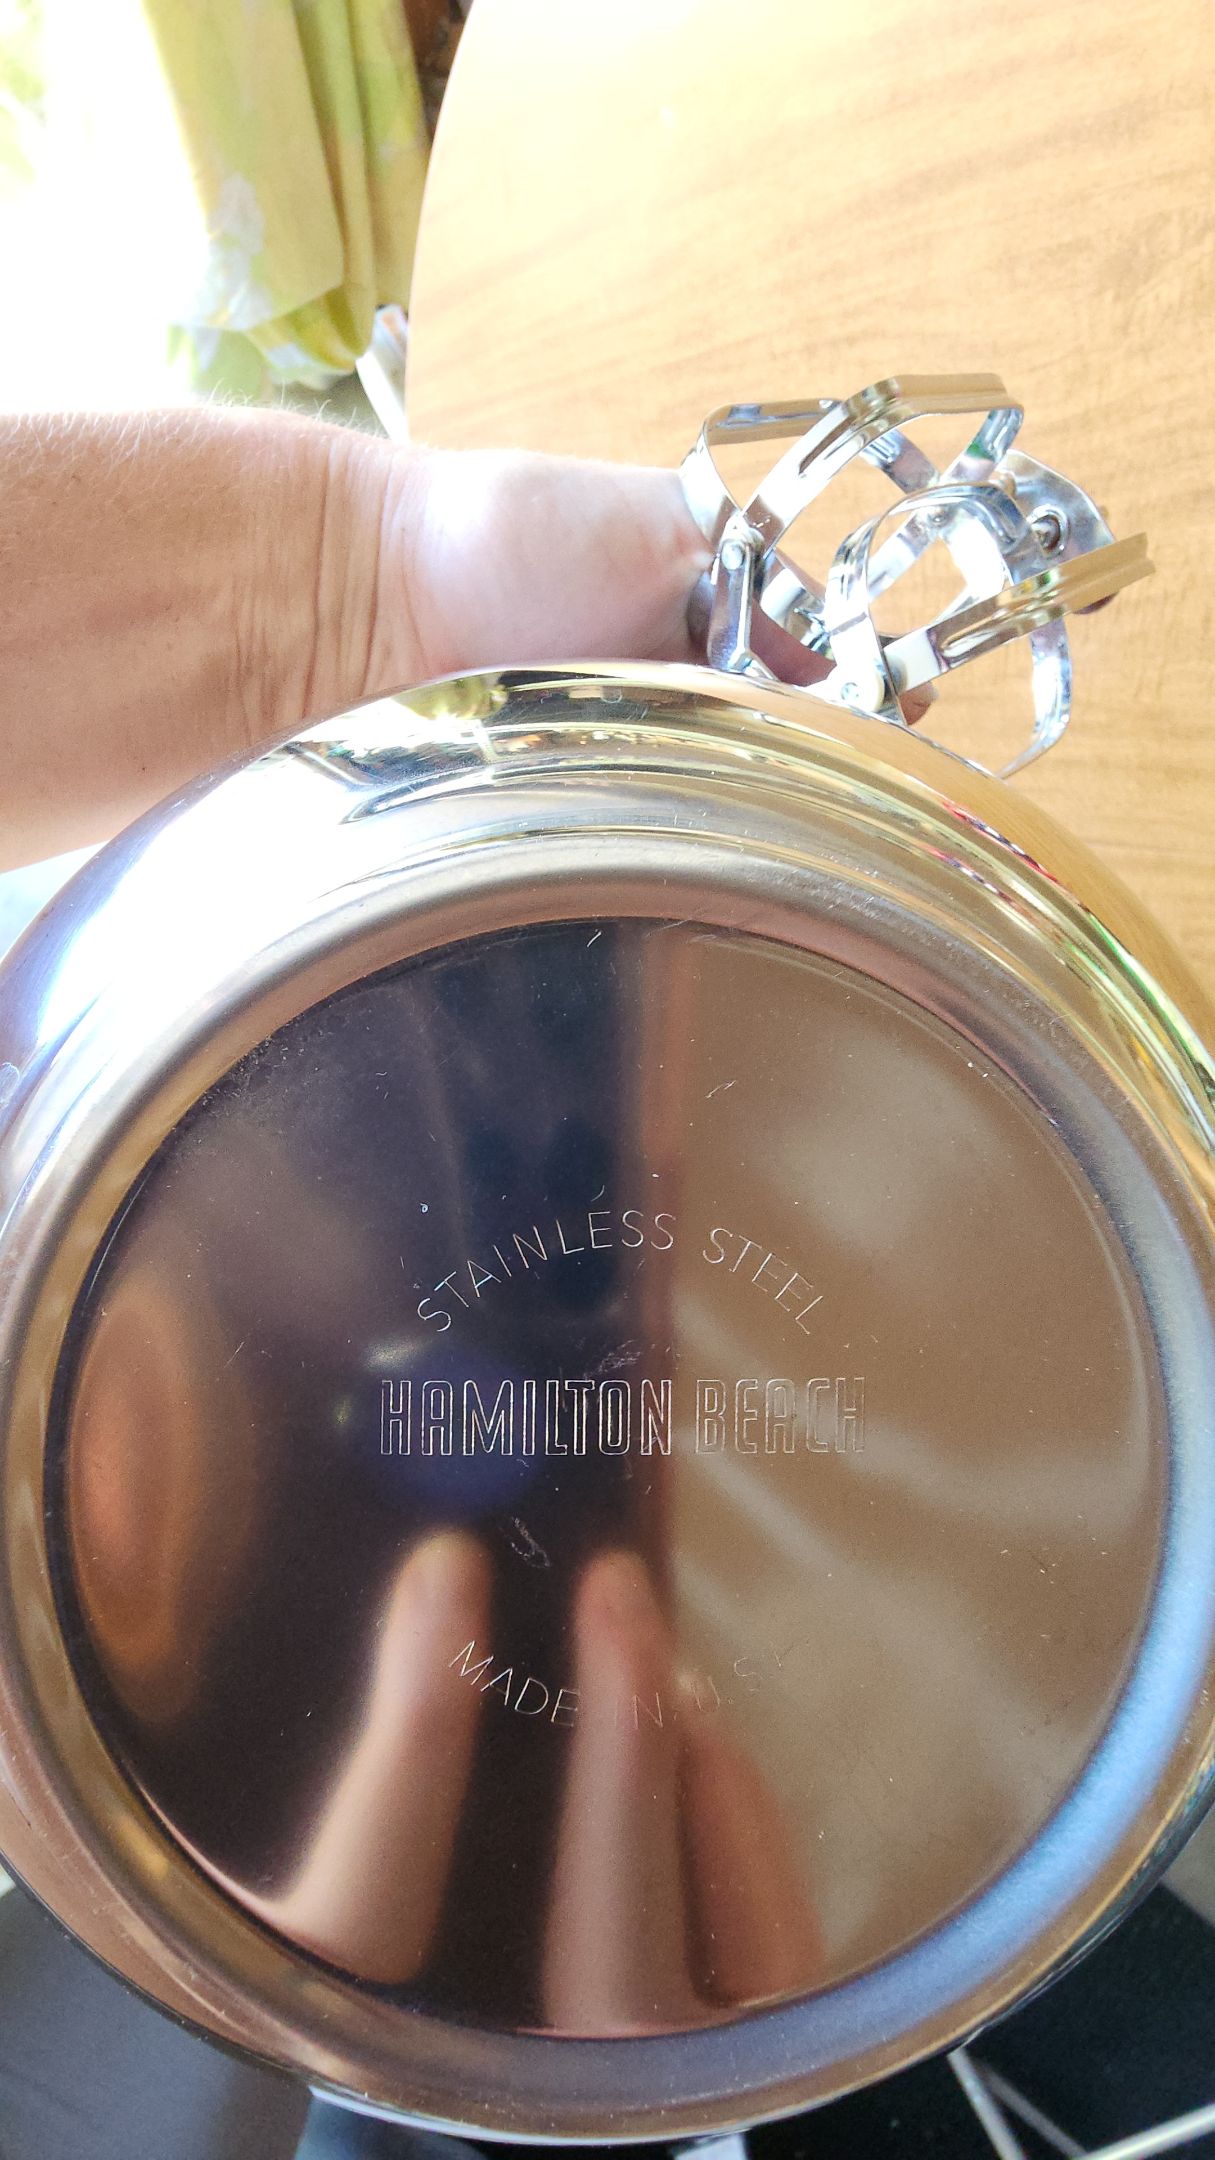 STAINLESS STEEL
HAMILTON BEACH
MADE IN U.S.A